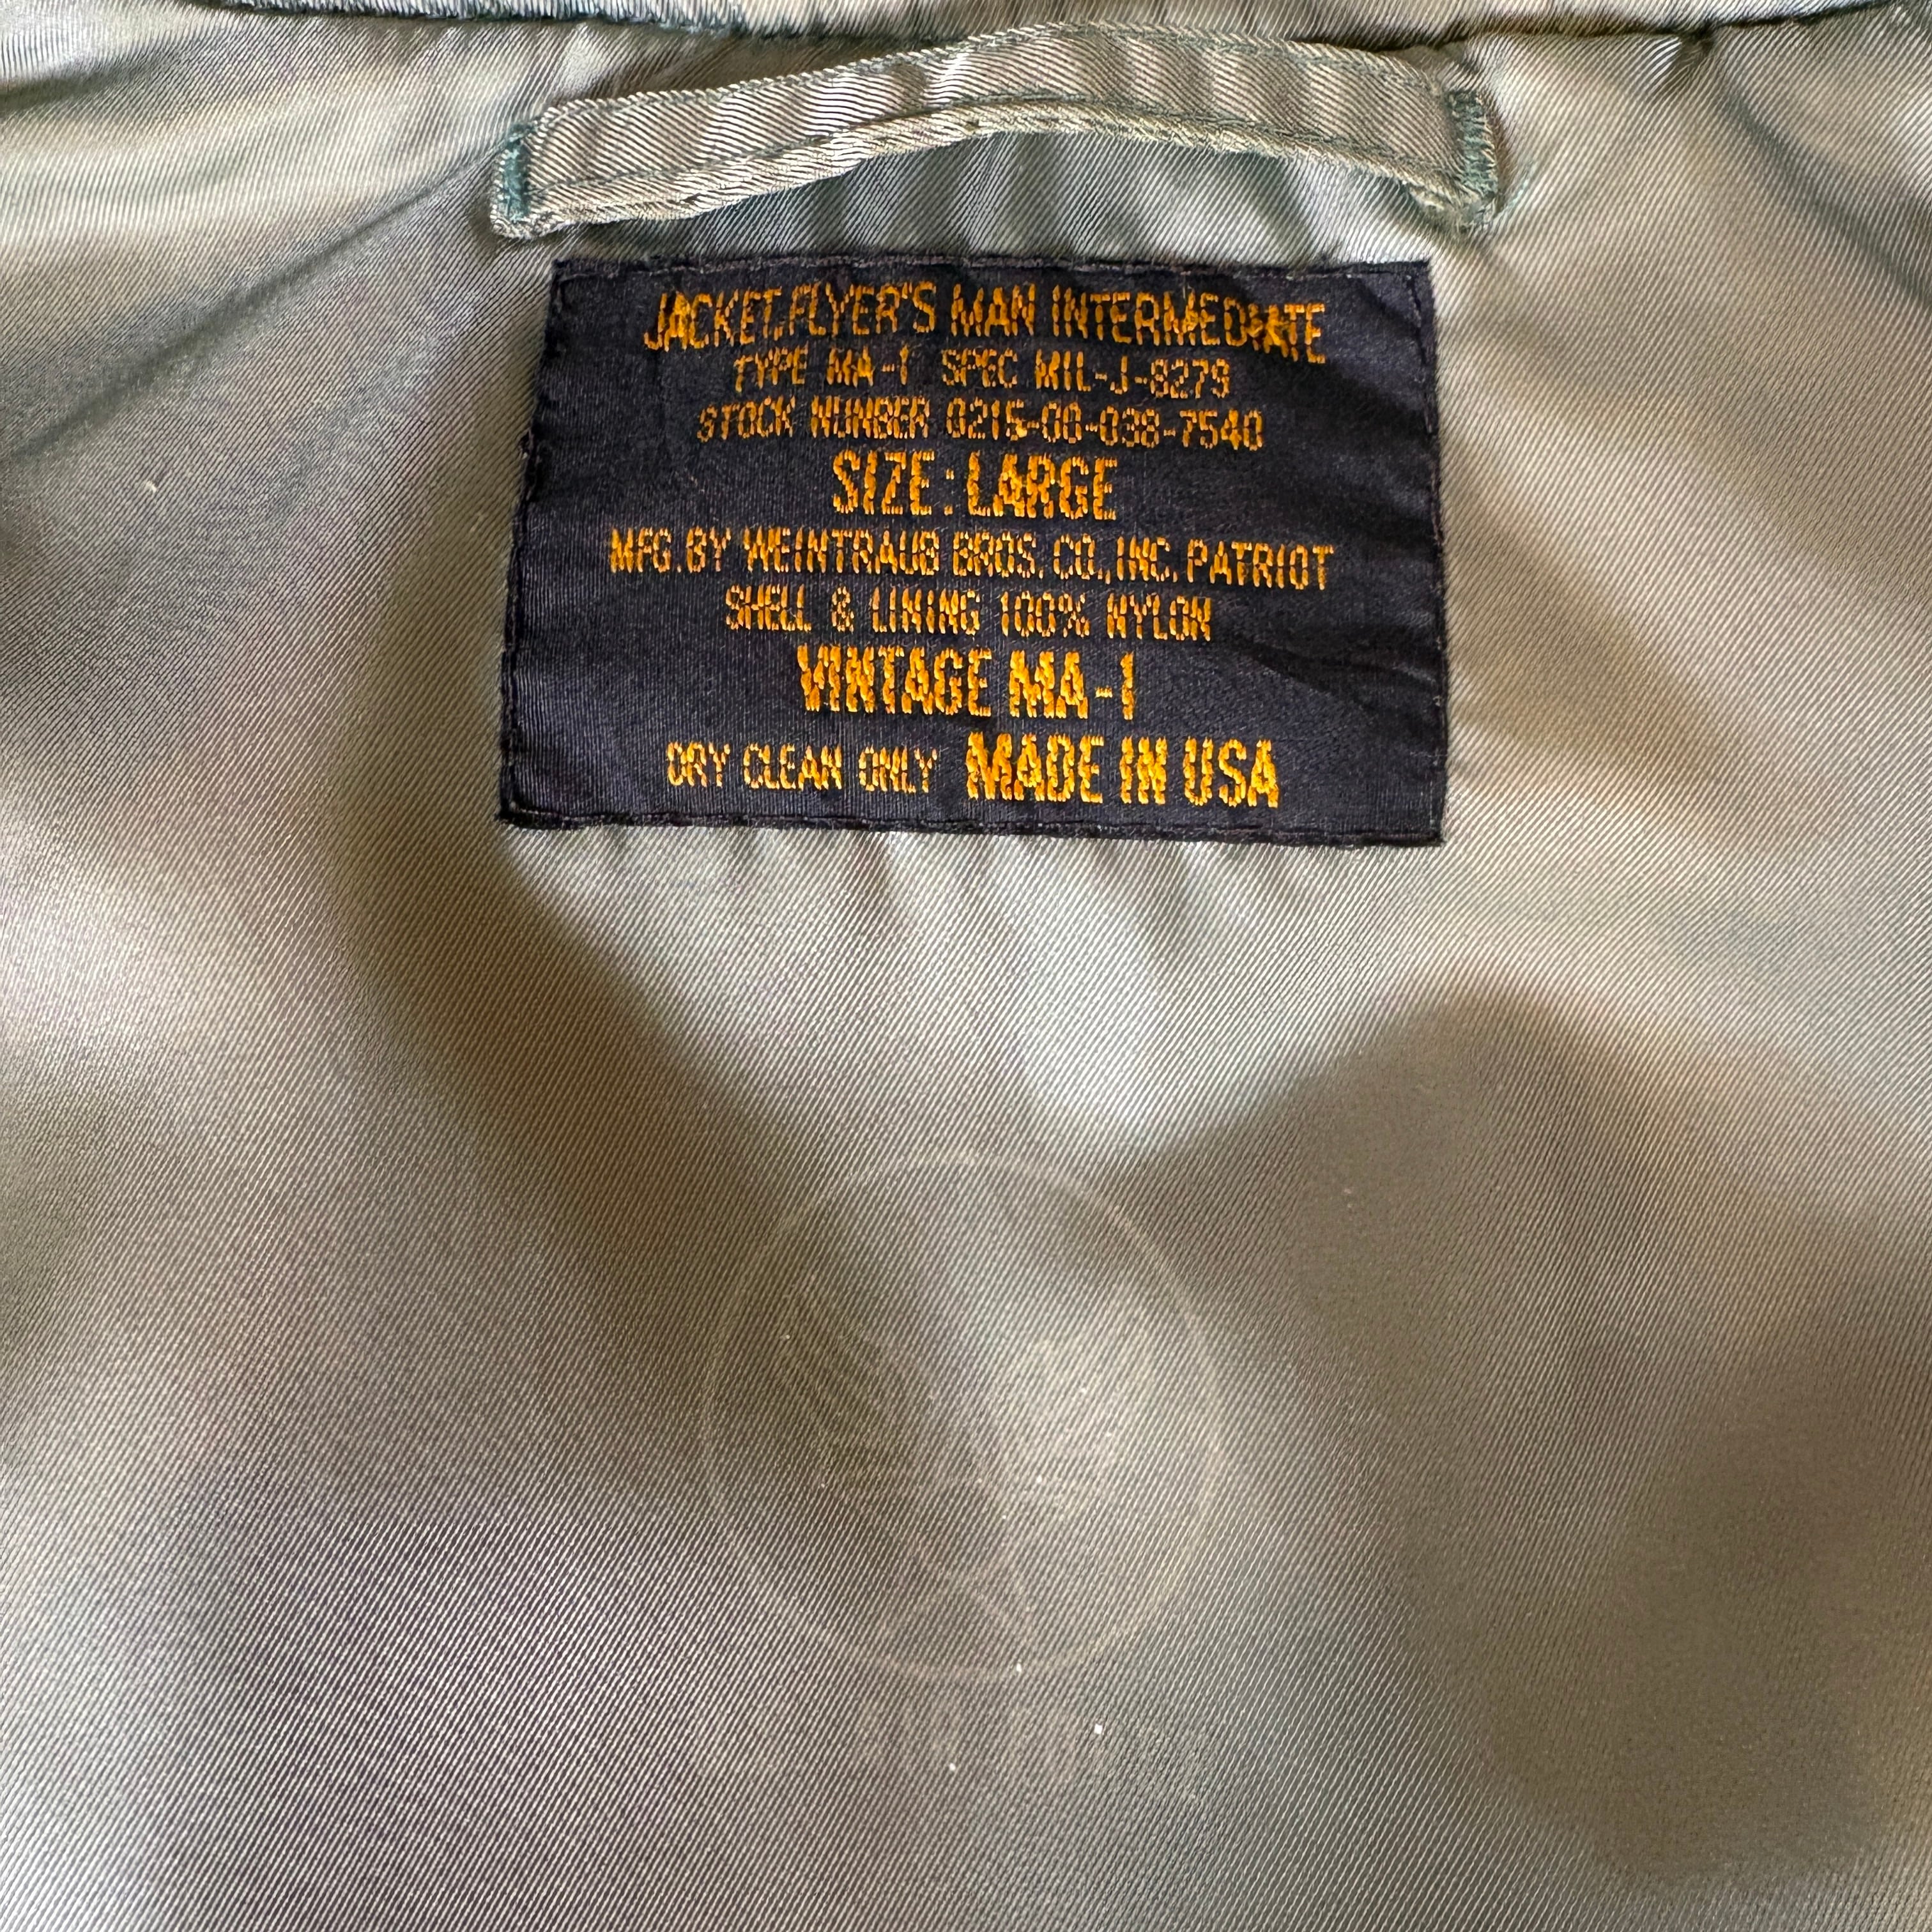 JACKET,FLYER'S MAN INTERMEDIATE
TYPE MA-1 SPEC MIL-J-8279
STOCK NUNBER 0215-00-038-7540
SIZE: LARGE
MFG.BY WEINTRAUB BROS. CO.,INC. PATRIOT
SHELL & LINING 100% NYLON
VINTAGE MA-1
DRY CLEAN ONLY MADE IN USA